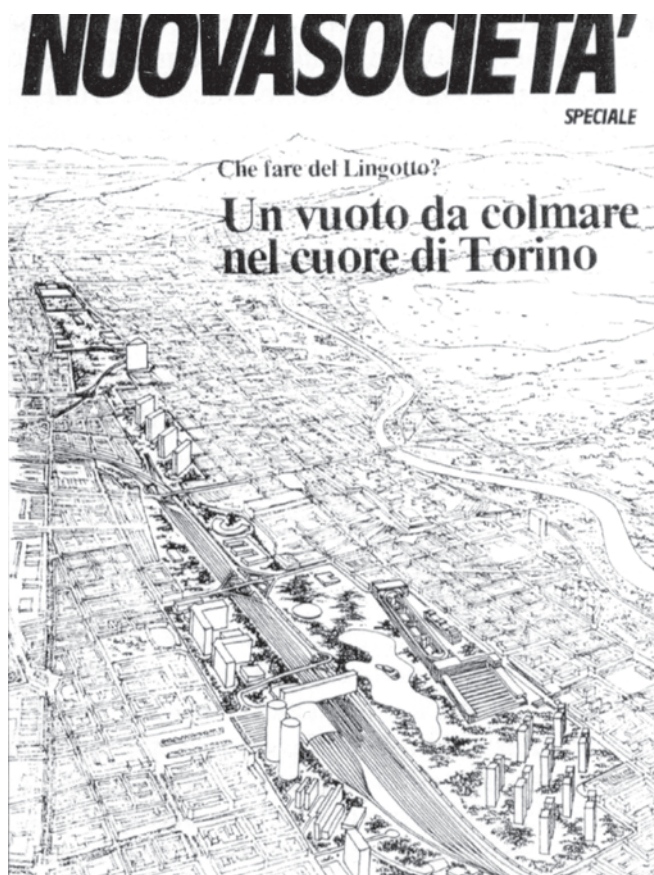 NUOVASOCIETA'
SPECIALE
Che fare del Lingotto?
Un vuoto da colmare
nel cuore di Torino